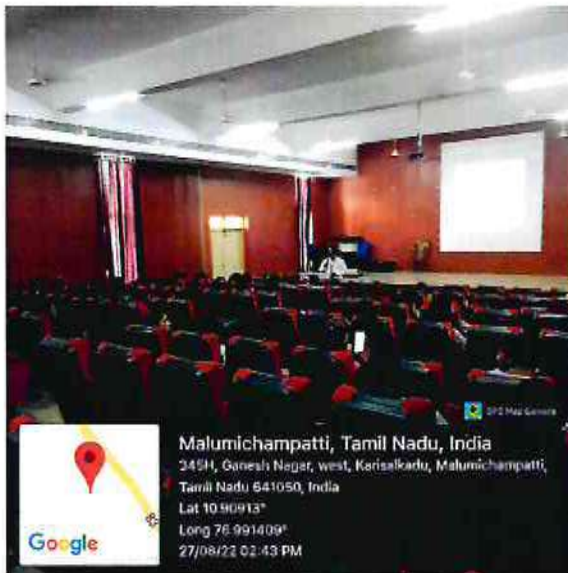 GPS Map Camera
Malumichampatti, Tamil Nadu, India
345H, Ganesh Nagar, west, Karisalkadu, Malumichampatti,
Tamil Nadu 641050, India
Lat 10.90913°
Long 76.991409°
27/08/22 02:43 PM
Google